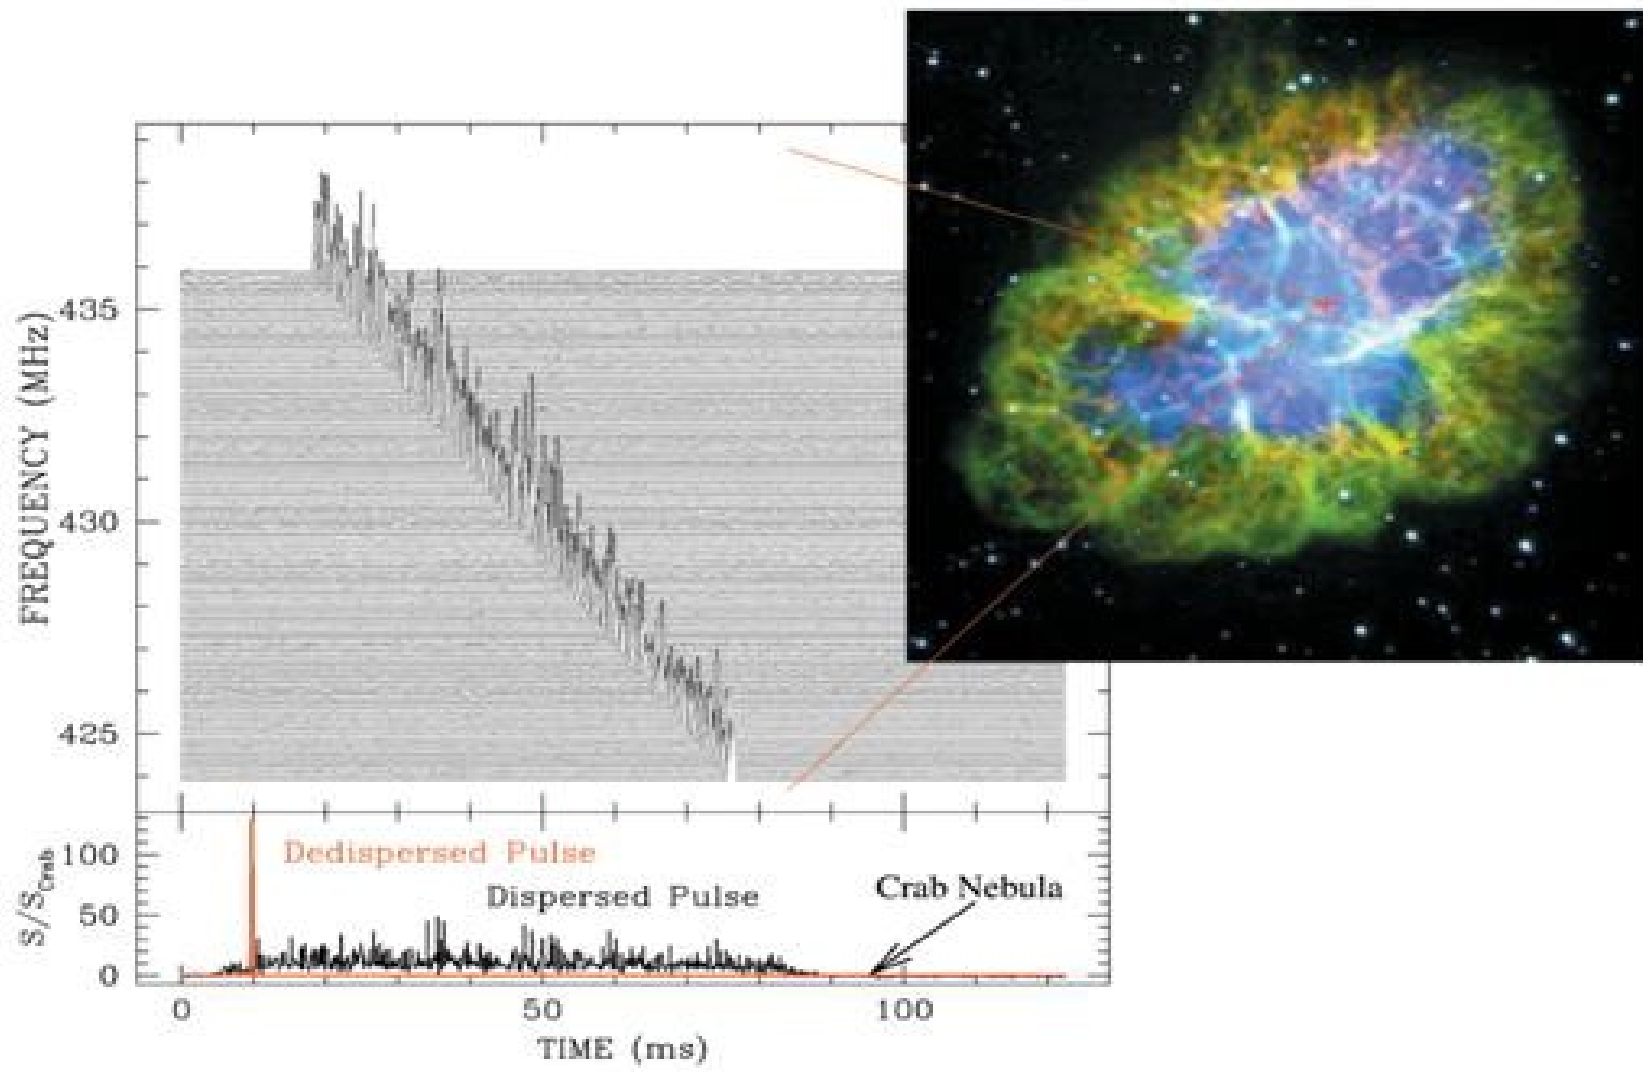 FREQUENCY (MHz)
435
430
425
S/S_Crab
100
50
0
Dedispersed Pulse
Dispersed Pulse
Crab Nebula
0 50 100
TIME (ms)